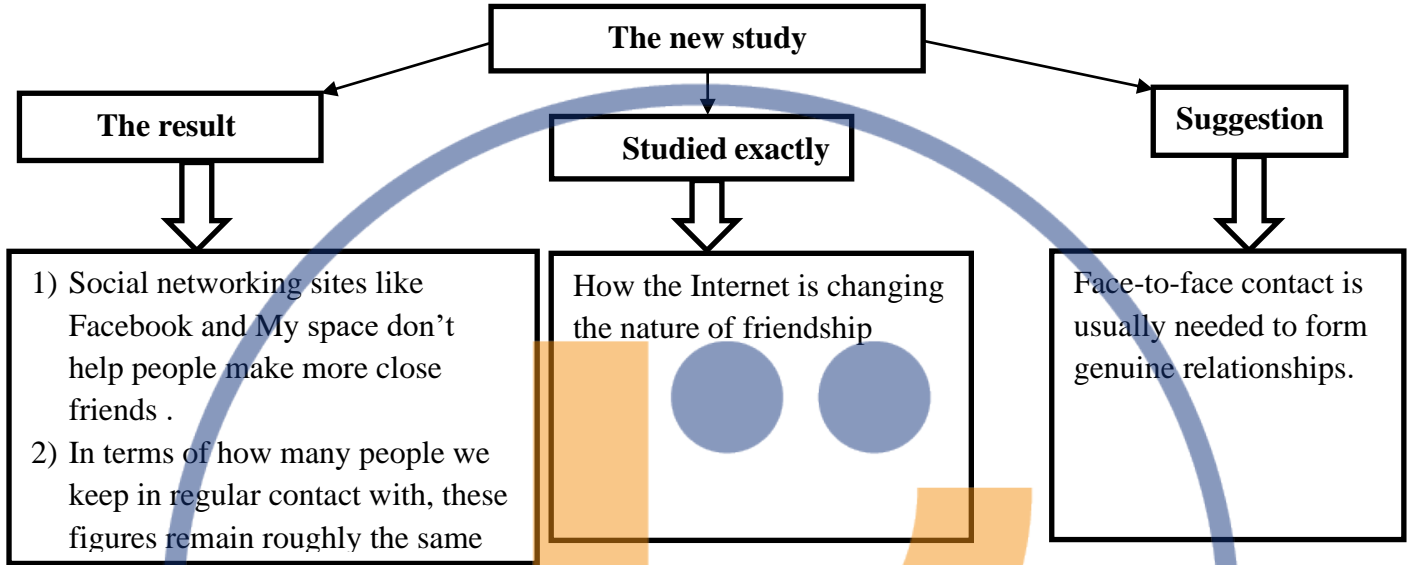 The new study
The result
Studied exactly
Suggestion
1) Social networking sites like
Facebook and My space don’t
help people make more close
friends .
2) In terms of how many people we
keep in regular contact with, these
figures remain roughly the same
How the Internet is changing
the nature of friendship
Face-to-face contact is
usually needed to form
genuine relationships.